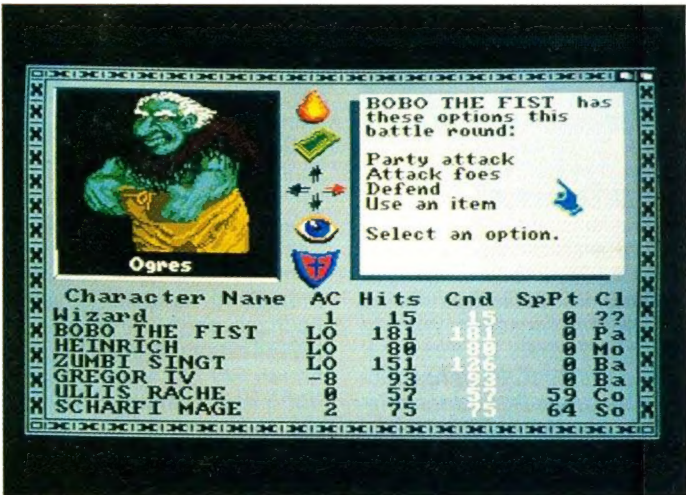 BOBO THE FIST has
these options this
battle round:
Party attack
Attack foes
Defend
Use an item
Select an option.
Ogres
Character Name AC Hits Cnd SpPt Cl
Wizard 1 15 15 0 ??
BOBO THE FIST LO 181 181 0 Pa
HEINRICH LO 80 80 0 Mo
ZUMBI SINGT LO 151 126 0 Ba
GREGOR IV -8 93 93 0 Ba
ULLIS RACHE 0 57 57 59 Co
SCHARFI MAGE 2 75 75 64 So